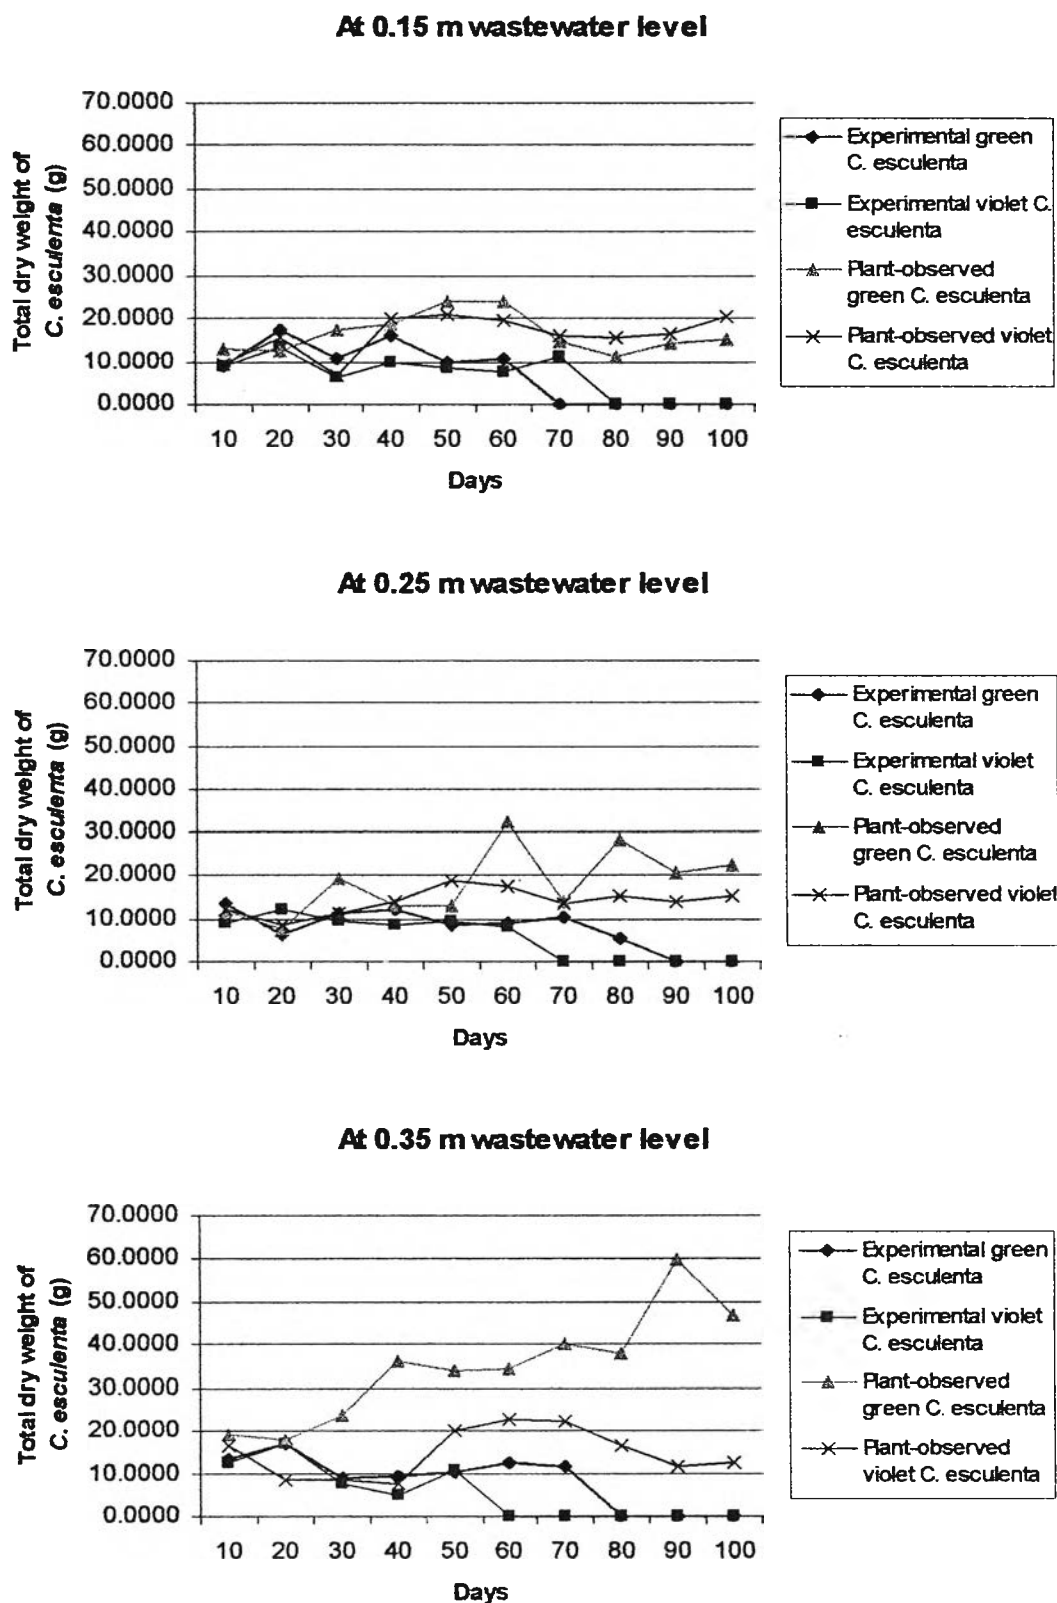 At 0.15 m wastewater level
Total dry weight of
C. esculenta (g)
70.0000
60.0000
50.0000
40.0000
30.0000
20.0000
10.0000
0.0000
10 20 30 40 50 60 70 80 90 100
Days
Experimental green
C. esculenta
Experimental violet C.
esculenta
Plant-observed
green C. esculenta
Plant-observed violet
C. esculenta
At 0.25 m wastewater level
Total dry weight of
C. esculenta (g)
70.0000
60.0000
50.0000
40.0000
30.0000
20.0000
10.0000
0.0000
10 20 30 40 50 60 70 80 90 100
Days
Experimental green
C. esculenta
Experimental violet
C. esculenta
Plant-observed
green C. esculenta
Plant-observed violet
C. esculenta
At 0.35 m wastewater level
Total dry weight of
C. esculenta (g)
70.0000
60.0000
50.0000
40.0000
30.0000
20.0000
10.0000
0.0000
10 20 30 40 50 60 70 80 90 100
Days
Experimental green
C. esculenta
Experimental violet
C. esculenta
Plant-observed
green C. esculenta
Plant-observed
violet C. esculenta